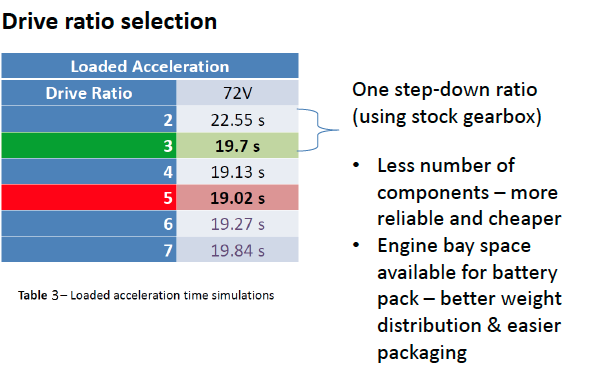 Drive ratio selection
Loaded Acceleration
Drive Ratio 72V
2 22.55 s
3 19.7 s
4 19.13 s
5 19.02 s
6 19.27 s
7 19.84 s
Table 3– Loaded acceleration time simulations
One step-down ratio
(using stock gearbox)
• Less number of
components – more
reliable and cheaper
• Engine bay space
available for battery
pack – better weight
distribution & easier
packaging